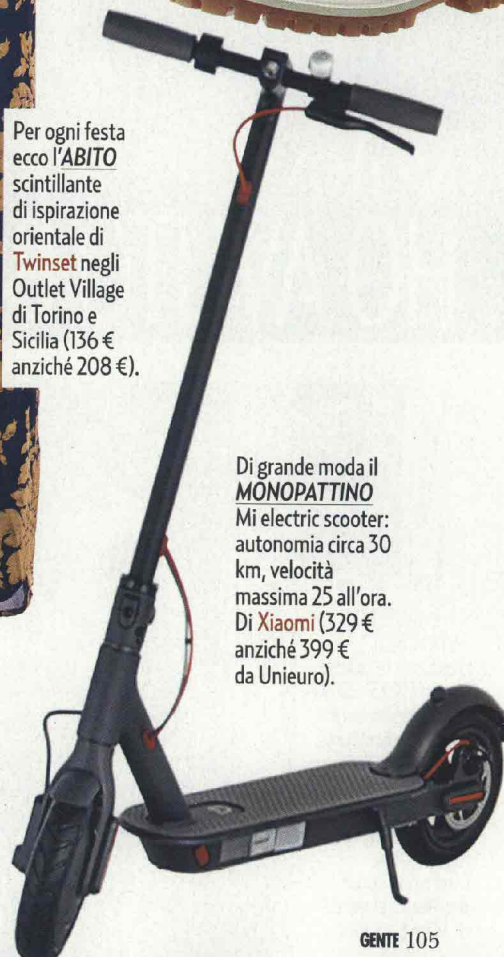 Per ogni festa
ecco l'ABITO
scintillante
di ispirazione
orientale di
Twinset negli
Outlet Village
di Torino e
Sicilia (136 €
anziché 208 €).
Di grande moda il
MONOPATTINO
Mi electric scooter:
autonomia circa 30
km, velocità
massima 25 all'ora.
Di Xiaomi (329 €
anziché 399 €
da Unieuro).
GENTE 105